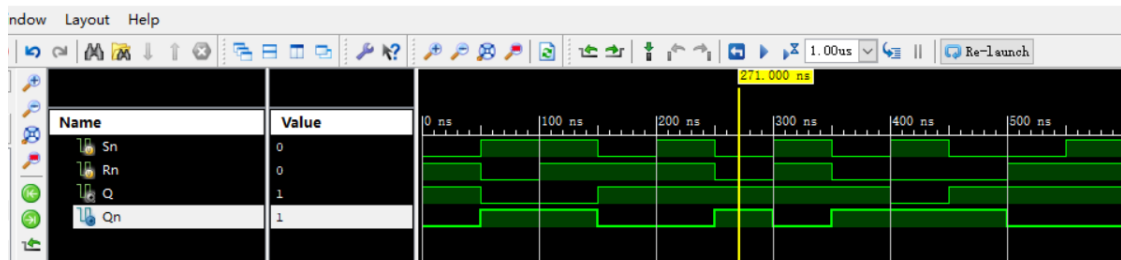 ndow Layout Help
1.00us Re-launch
271.000 ns
Name Value
0 ns 100 ns 200 ns 300 ns 400 ns 500 ns
Sn 0
Rn 0
Q 1
Qn 1